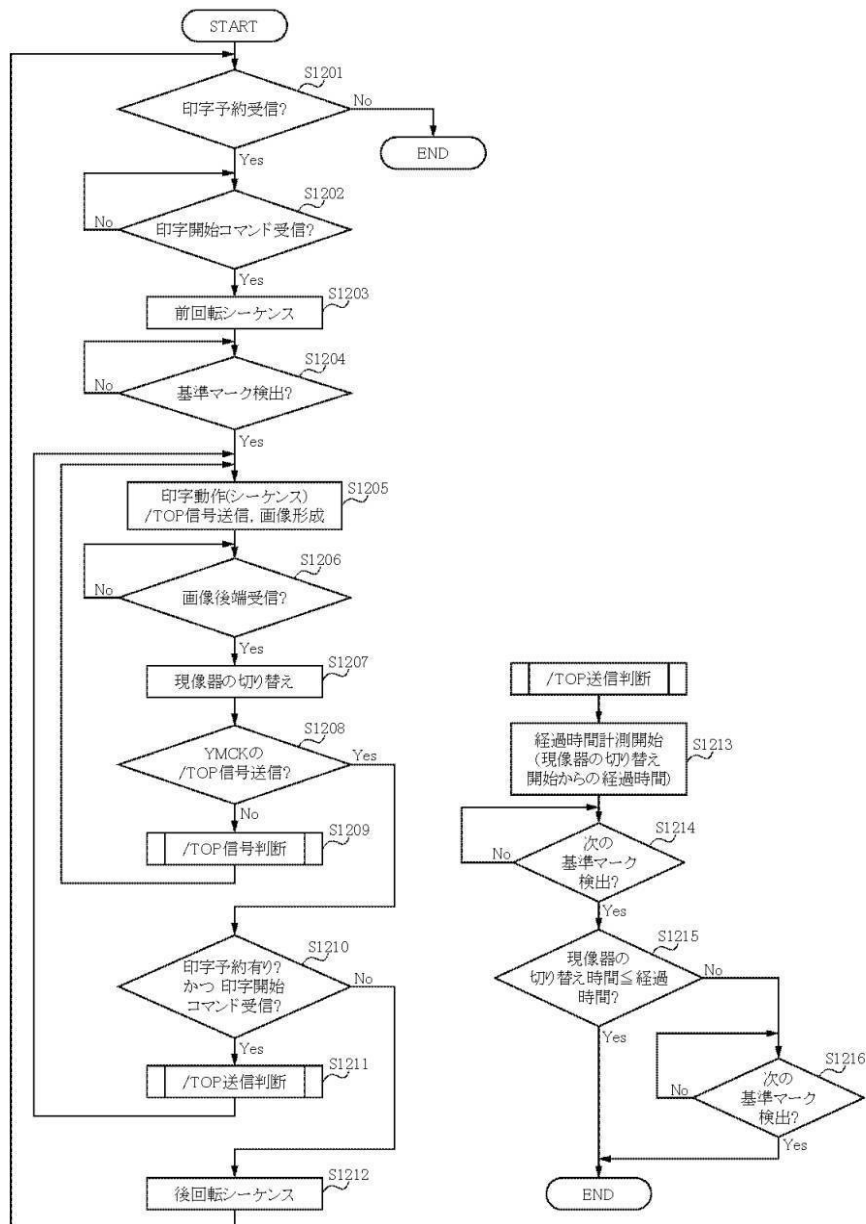 START
S1201
印字予約受信?
No
END
Yes
S1202
印字開始コマンド受信?
No
Yes
S1203
前回転シーケンス
S1204
基準マーク検出?
No
Yes
印字動作(シーケンス)
/TOP信号送信, 画像形成
S1205
S1206
画像後端受信?
No
Yes
S1207
現像器の切り替え
S1208
YMCKの
/TOP信号送信?
Yes
No
S1209
/TOP信号判断
S1210
印字予約有り?
かつ 印字開始
コマンド受信?
No
Yes
/TOP送信判断
S1211
S1212
後回転シーケンス
/TOP送信判断
経過時間計測開始
(現像器の切り替え
開始からの経過時間)
S1213
S1214
次の
基準マーク
検出?
No
Yes
S1215
現像器の
切り替え時間≦経過
時間?
No
Yes
S1216
次の
基準マーク
検出?
No
Yes
END